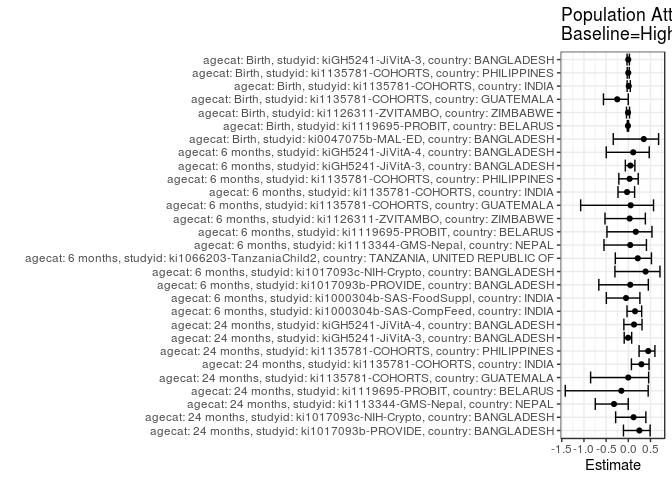 Population Att
Baseline=High
agecat: Birth, studyid: kiGH5241-JiVitA-3, country: BANGLADESH
agecat: Birth, studyid: ki1135781-COHORTS, country: PHILIPPINES
agecat: Birth, studyid: ki1135781-COHORTS, country: INDIA
agecat: Birth, studyid: ki1135781-COHORTS, country: GUATEMALA
agecat: Birth, studyid: ki1126311-ZVITAMBO, country: ZIMBABWE
agecat: Birth, studyid: ki1119695-PROBIT, country: BELARUS
agecat: Birth, studyid: ki0047075b-MAL-ED, country: BANGLADESH
agecat: 6 months, studyid: kiGH5241-JiVitA-4, country: BANGLADESH
agecat: 6 months, studyid: kiGH5241-JiVitA-3, country: BANGLADESH
agecat: 6 months, studyid: ki1135781-COHORTS, country: PHILIPPINES
agecat: 6 months, studyid: ki1135781-COHORTS, country: INDIA
agecat: 6 months, studyid: ki1135781-COHORTS, country: GUATEMALA
agecat: 6 months, studyid: ki1126311-ZVITAMBO, country: ZIMBABWE
agecat: 6 months, studyid: ki1119695-PROBIT, country: BELARUS
agecat: 6 months, studyid: ki1113344-GMS-Nepal, country: NEPAL
agecat: 6 months, studyid: ki1066203-TanzaniaChild2, country: TANZANIA, UNITED REPUBLIC OF
agecat: 6 months, studyid: ki1017093c-NIH-Crypto, country: BANGLADESH
agecat: 6 months, studyid: ki1017093b-PROVIDE, country: BANGLADESH
agecat: 6 months, studyid: ki1000304b-SAS-FoodSuppl, country: INDIA
agecat: 6 months, studyid: ki1000304b-SAS-CompFeed, country: INDIA
agecat: 24 months, studyid: kiGH5241-JiVitA-4, country: BANGLADESH
agecat: 24 months, studyid: kiGH5241-JiVitA-3, country: BANGLADESH
agecat: 24 months, studyid: ki1135781-COHORTS, country: PHILIPPINES
agecat: 24 months, studyid: ki1135781-COHORTS, country: INDIA
agecat: 24 months, studyid: ki1135781-COHORTS, country: GUATEMALA
agecat: 24 months, studyid: ki1119695-PROBIT, country: BELARUS
agecat: 24 months, studyid: ki1113344-GMS-Nepal, country: NEPAL
agecat: 24 months, studyid: ki1017093c-NIH-Crypto, country: BANGLADESH
agecat: 24 months, studyid: ki1017093b-PROVIDE, country: BANGLADESH
-1.5 -1.0 -0.5 0.0 0.5
Estimate